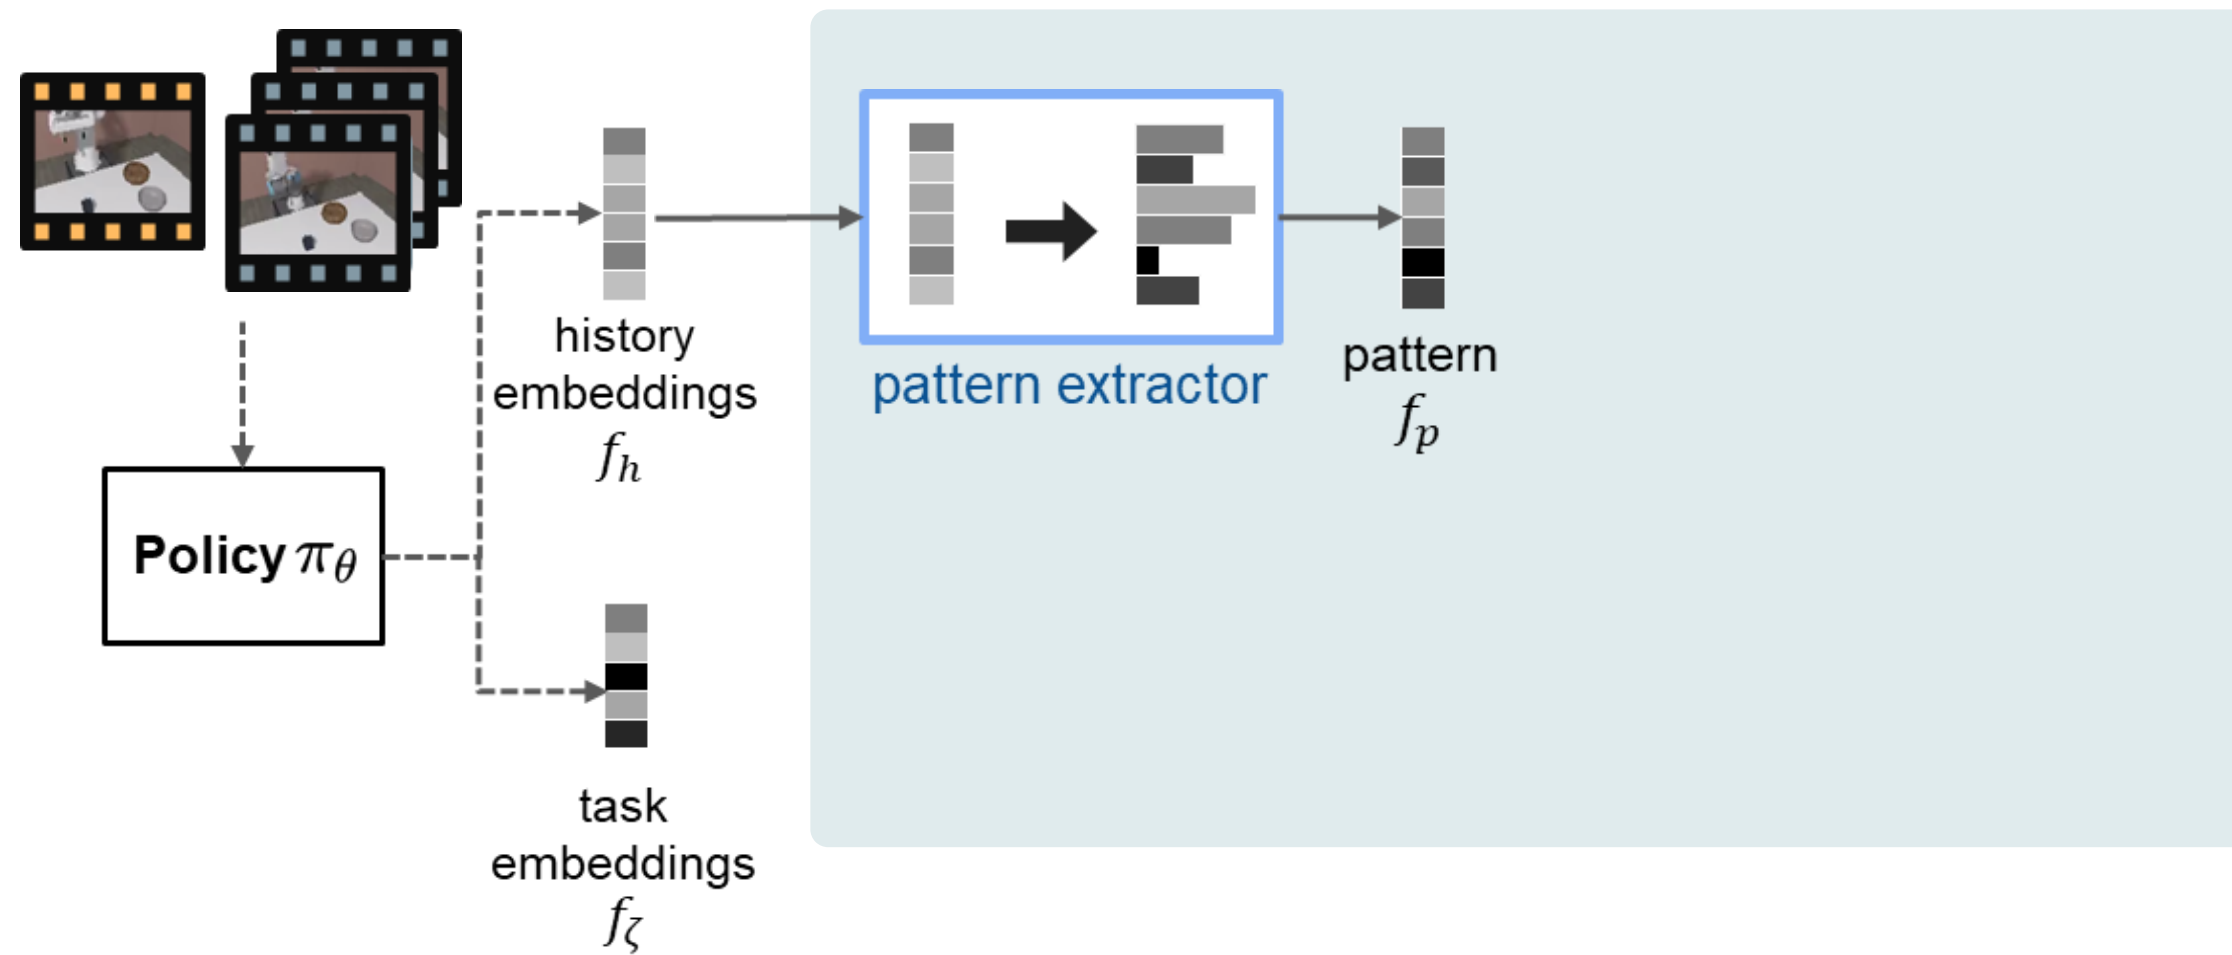 history
embeddings
f_h
pattern extractor
pattern
f_p
Policy π_θ
task
embeddings
f_ζ